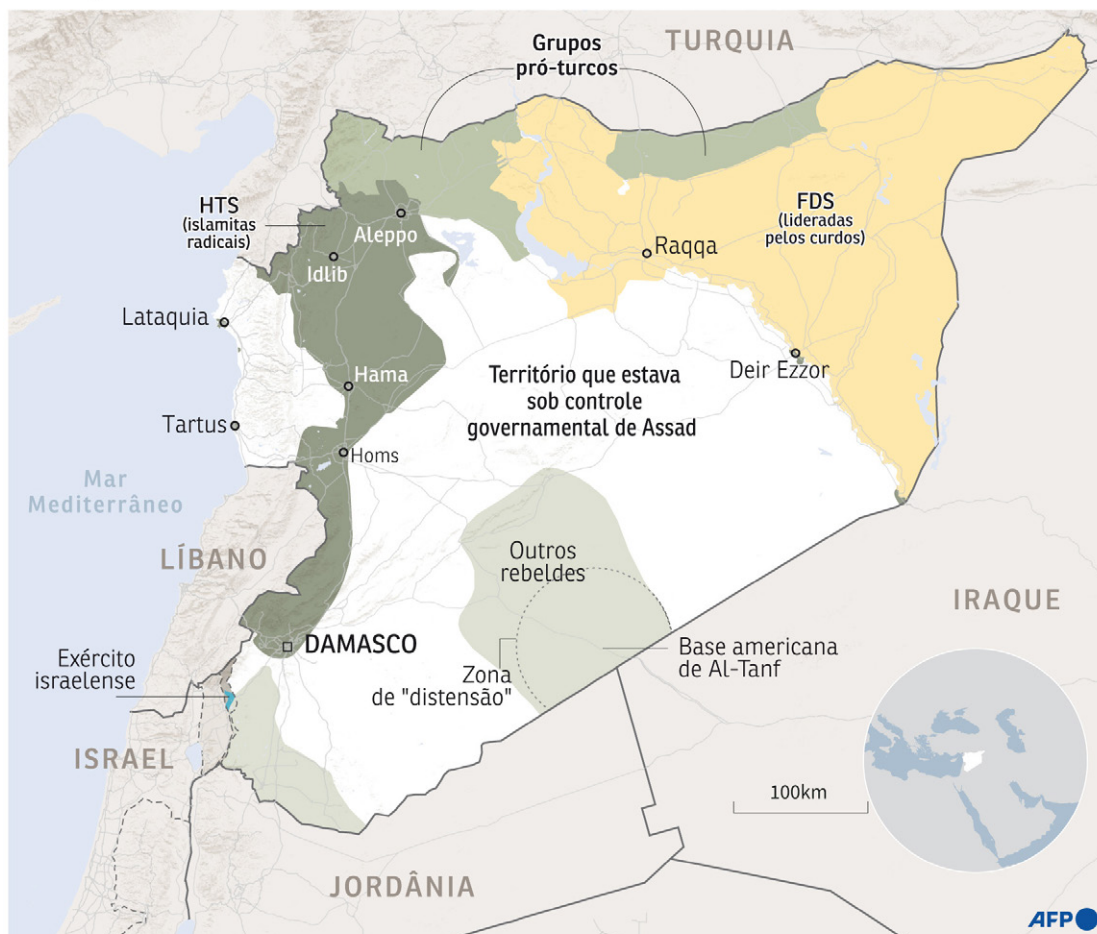 Grupos
pró-turcos
TURQUIA
HTS
(islamitas
radicais)
Aleppo
Idlib
FDS
(lideradas
pelos curdos)
Raqqa
Lataquia
Hama
Deir Ezzor
Território que estava
sob controle
governamental de Assad
Tartus
Homs
Mar
Mediterrâneo
LÍBANO
Outros
rebeldes
IRAQUE
DAMASCO
Base americana
de Al-Tanf
Zona
de "distensão"
Exército
israelense
ISRAEL
100km
JORDÂNIA
AFP